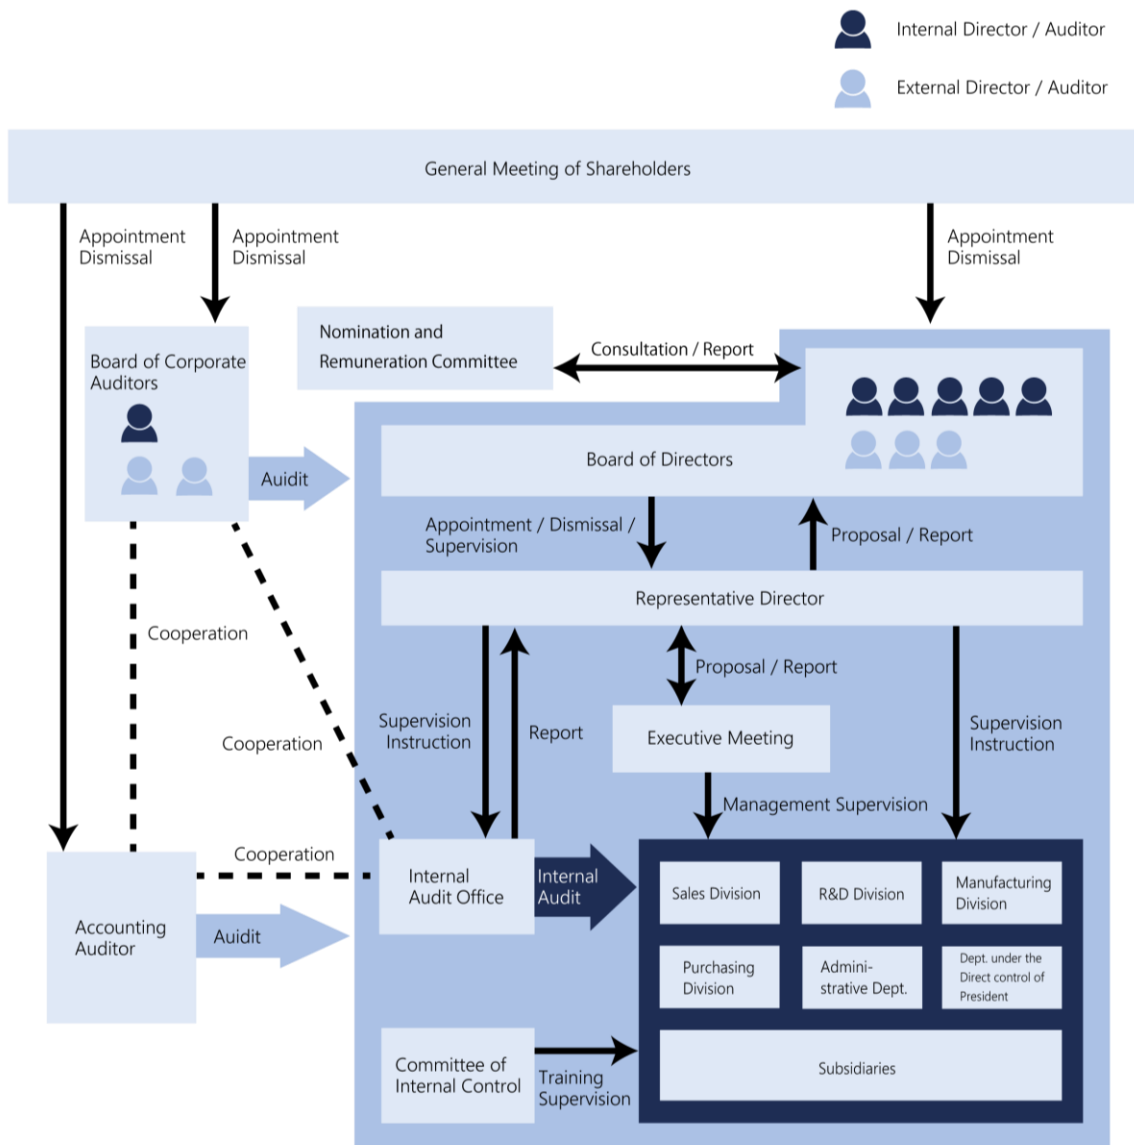 Internal Director / Auditor
External Director / Auditor
General Meeting of Shareholders
Appointment
Dismissal
Appointment
Dismissal
Appointment
Dismissal
Board of Corporate
Auditors
Nomination and
Remuneration Committee
Consultation / Report
Auidit
Board of Directors
Appointment / Dismissal /
Supervision
Proposal / Report
Representative Director
Cooperation
Proposal / Report
Supervision
Instruction
Report
Executive Meeting
Supervision
Instruction
Cooperation
Management Supervision
Cooperation
Internal
Audit Office
Internal
Audit
Sales Division
R&D Division
Manufacturing
Division
Accounting
Auditor
Auidit
Purchasing
Division
Admini-
strative Dept.
Dept. under the
Direct control of
President
Committee of
Internal Control
Training
Supervision
Subsidiaries